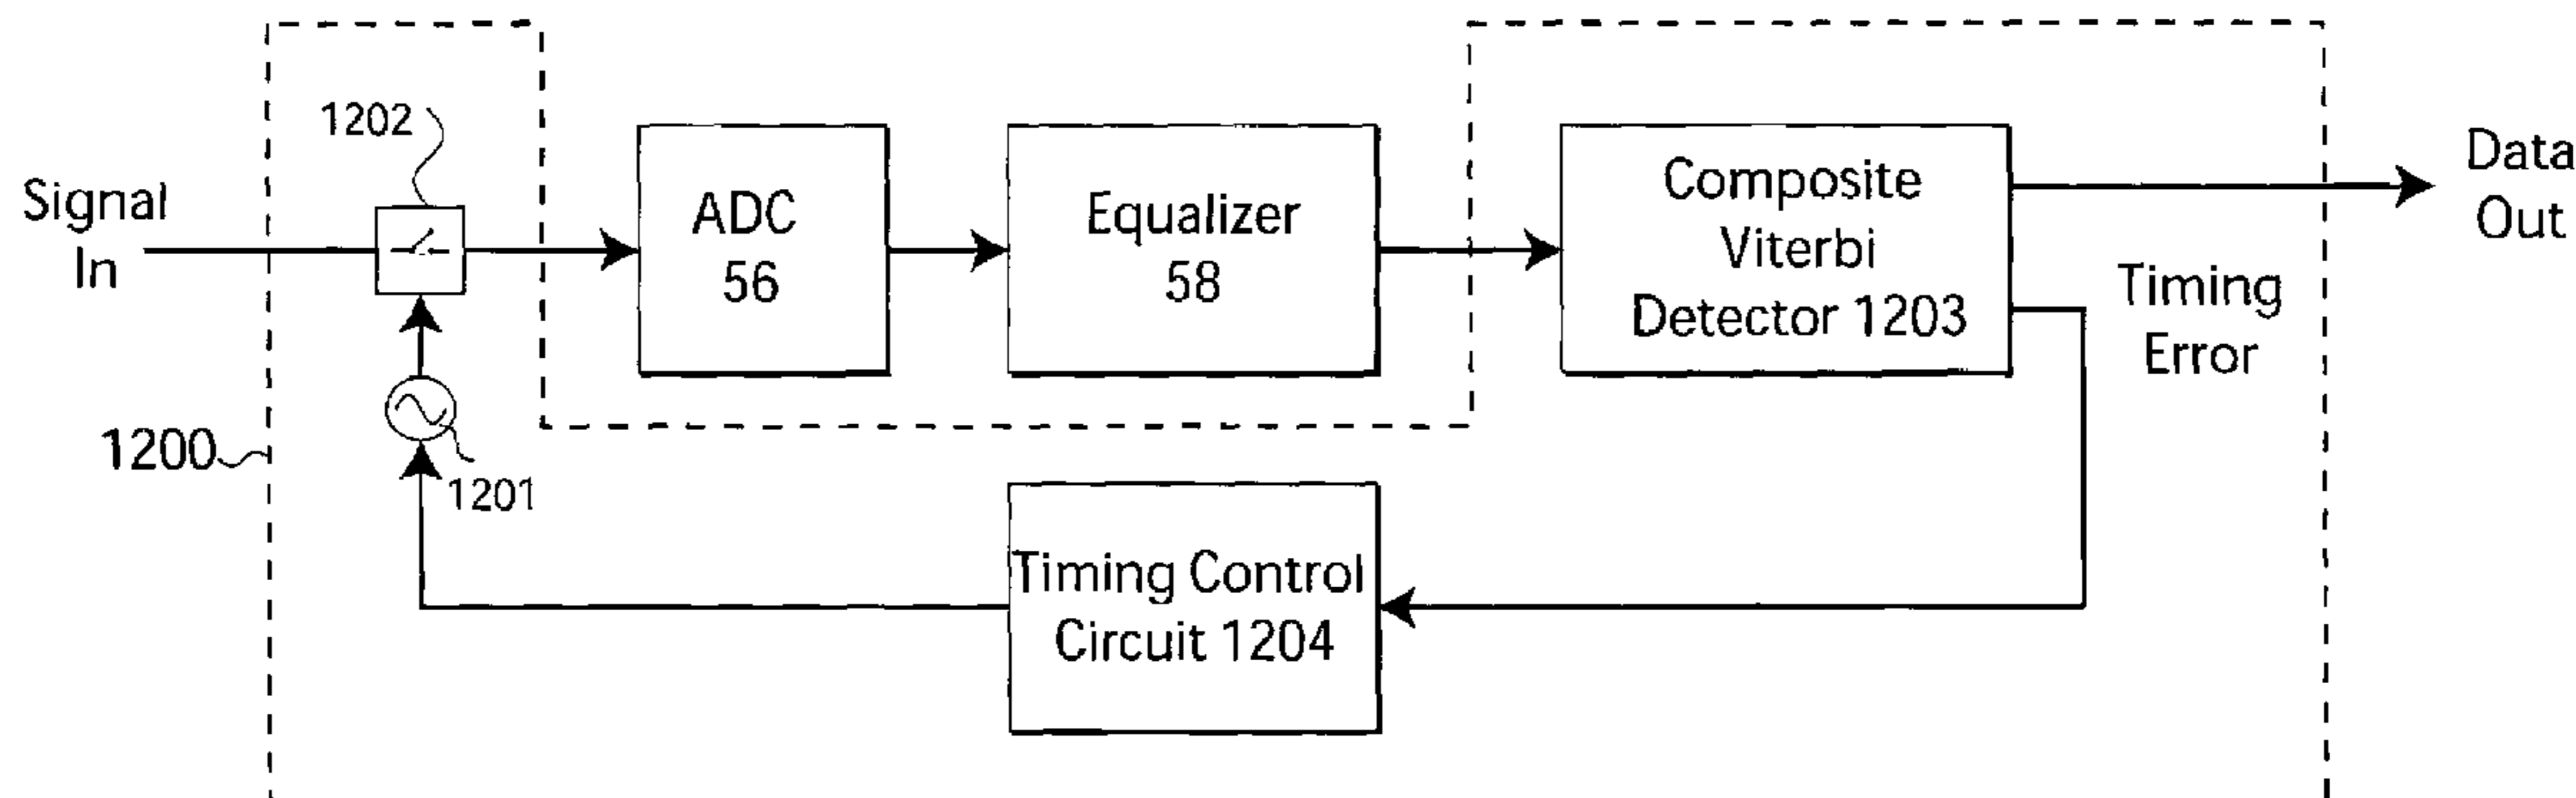 1202
Signal
In
ADC
56
Equalizer
58
Composite
Viterbi
Detector 1203
Data
Out
Timing
Error
1200
1201
Timing Control
Circuit 1204